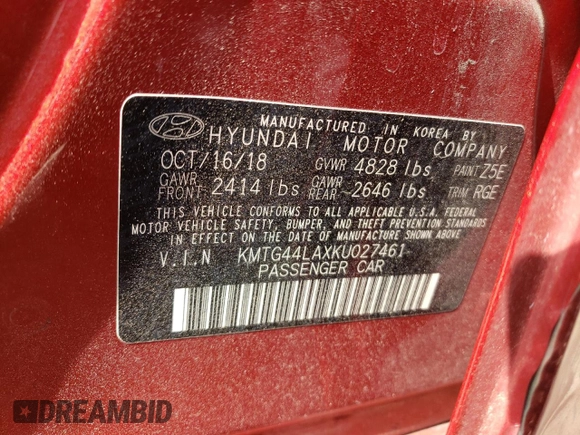 MANUFACTURED IN KOREA BY
HYUNDAI MOTOR COMPANY
OCT/16/18 GVWR 4828 lbs PAINT Z5E
GAWR FRONT 2414 lbs GAWR REAR 2646 lbs TRIM RGE
THIS VEHICLE CONFORMS TO ALL APPLICABLE U.S.A. FEDERAL
MOTOR VEHICLE SAFETY, BUMPER, AND THEFT PREVENTION STANDARDS
IN EFFECT ON THE DATE OF MANUFACTURE SHOWN ABOVE
V.I.N KMTG44LAXKU027461
PASSENGER CAR
DREAMBID